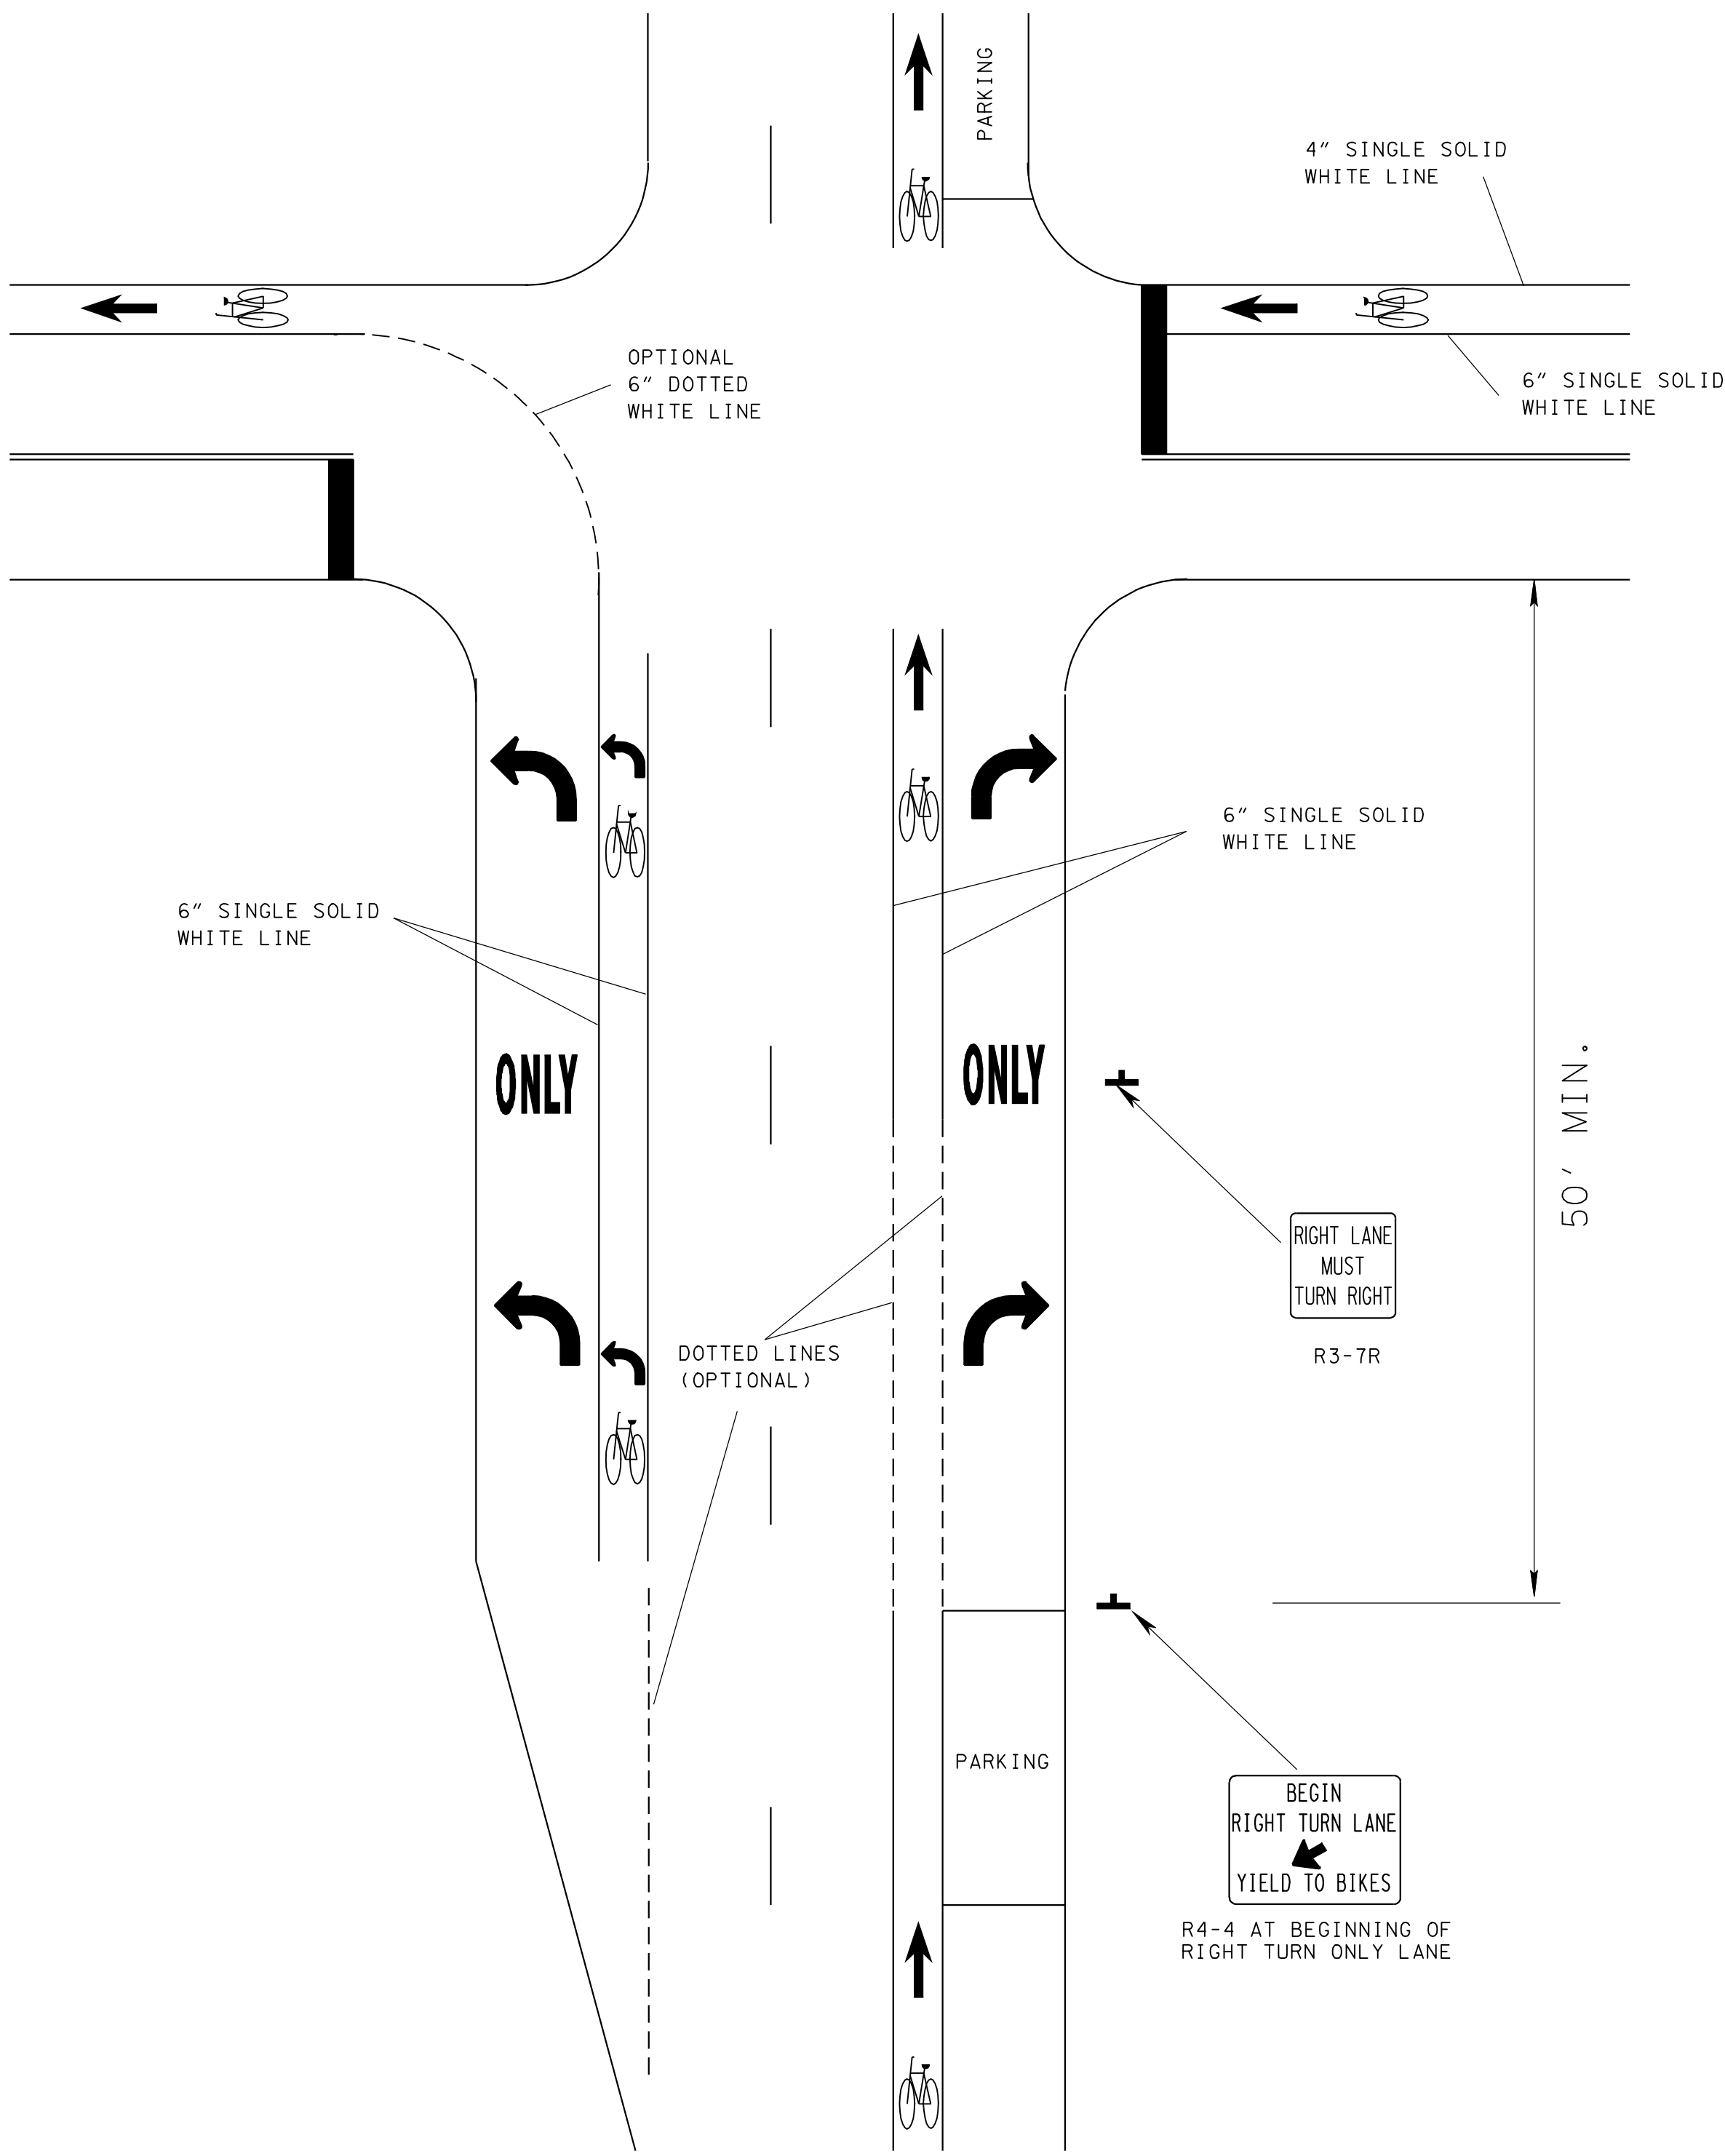 PARKING
4" SINGLE SOLID
WHITE LINE
OPTIONAL
6" DOTTED
WHITE LINE
6" SINGLE SOLID
WHITE LINE
6" SINGLE SOLID
WHITE LINE
6" SINGLE SOLID
WHITE LINE
ONLY
ONLY
50' MIN.
RIGHT LANE
MUST
TURN RIGHT
R3-7R
DOTTED LINES
(OPTIONAL)
PARKING
BEGIN
RIGHT TURN LANE
YIELD TO BIKES
R4-4 AT BEGINNING OF
RIGHT TURN ONLY LANE